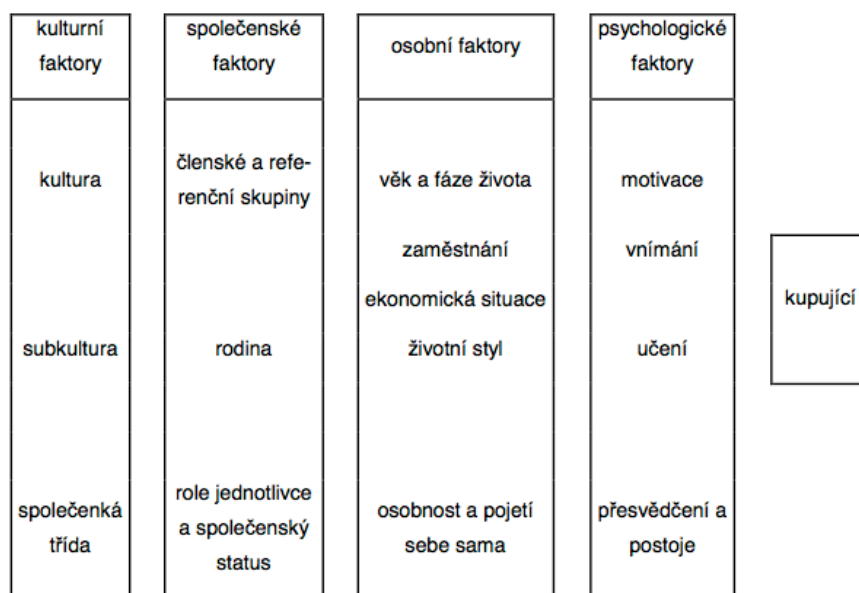 kulturní
faktory
společenské
faktory
osobní faktory
psychologické
faktory
kultura
členské a refe-
renční skupiny
věk a fáze života
motivace
zaměstnání
vnímání
ekonomická situace
kupující
subkultura
rodina
životní styl
učení
společenká
třída
role jednotlivce
a společenský
status
osobnost a pojetí
sebe sama
přesvědčení a
postoje